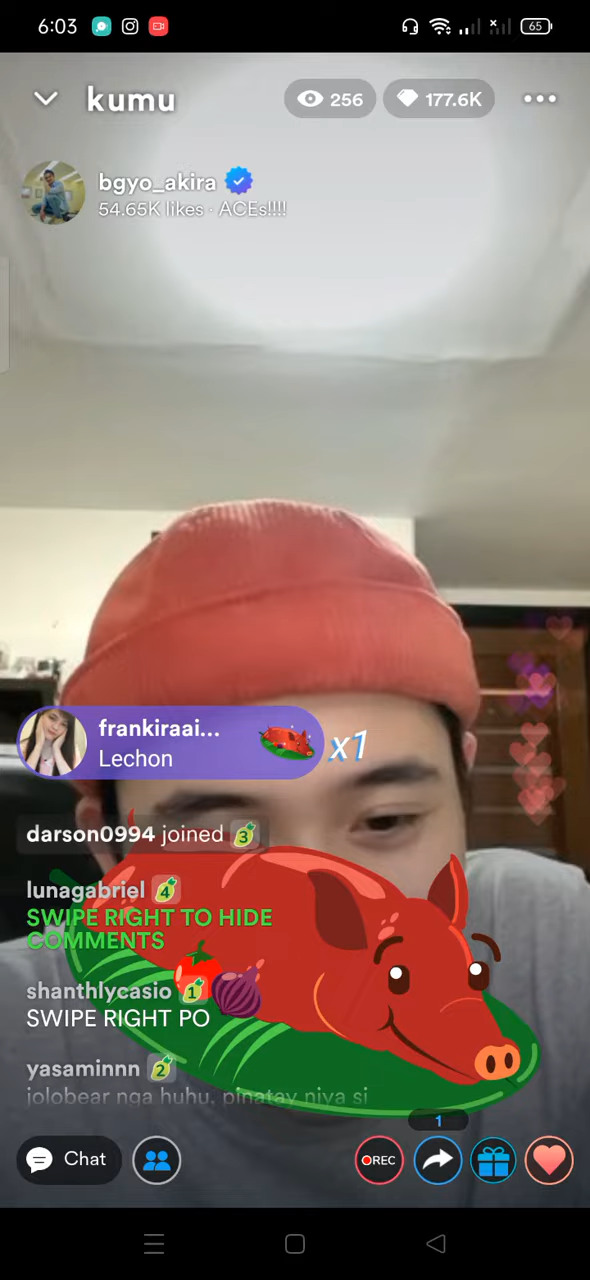 6:03
65
kumu
256
177.6K
bgyo_akira
54.65K likes · ACEs!!!!
frankiraai...
Lechon
x1
darson0994 joined 3
lunagabriel 4
SWIPE RIGHT TO HIDE
COMMENTS
shanthlycasio 1
SWIPE RIGHT PO
yasaminnn 2
jolobear nga huhu, pinatay niya si
1
Chat
REC